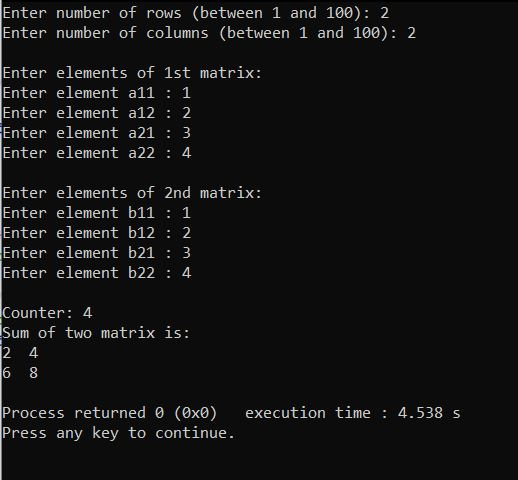 Enter number of rows (between 1 and 100): 2
Enter number of columns (between 1 and 100): 2
Enter elements of 1st matrix:
Enter element a11 : 1
Enter element a12 : 2
Enter element a21 : 3
Enter element a22 : 4
Enter elements of 2nd matrix:
Enter element b11 : 1
Enter element b12 : 2
Enter element b21 : 3
Enter element b22 : 4
Counter: 4
Sum of two matrix is:
2  4
6  8
Process returned 0 (0x0)   execution time : 4.538 s
Press any key to continue.